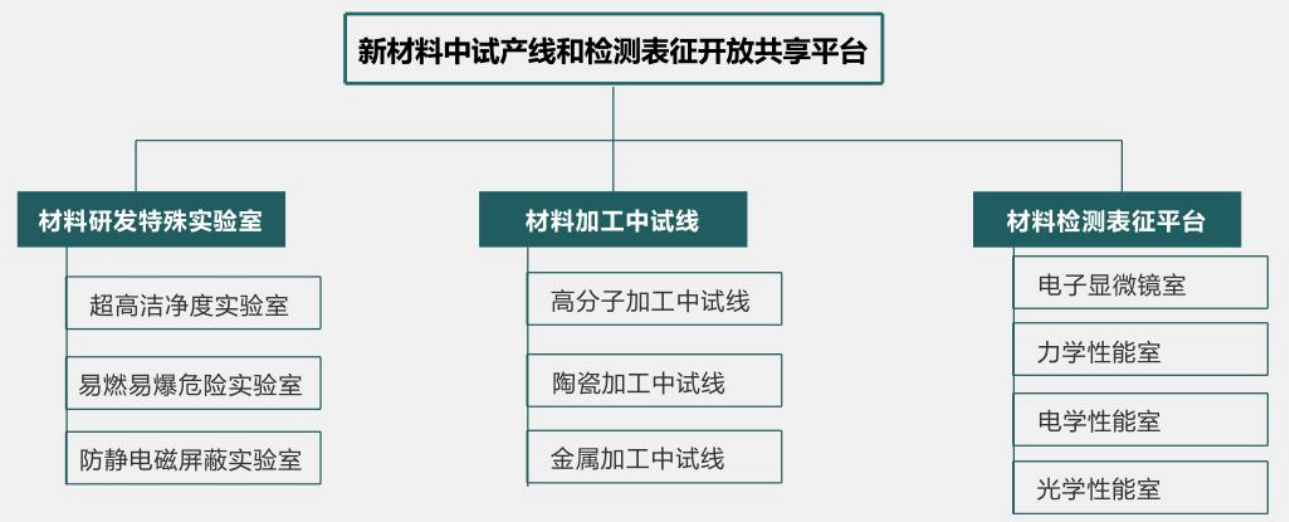 新材料中试产线和检测表征开放共享平台
材料研发特殊实验室
超高洁净度实验室
易燃易爆危险实验室
防静电磁屏蔽实验室
材料加工中试线
高分子加工中试线
陶瓷加工中试线
金属加工中试线
材料检测表征平台
电子显微镜室
力学性能室
电学性能室
光学性能室